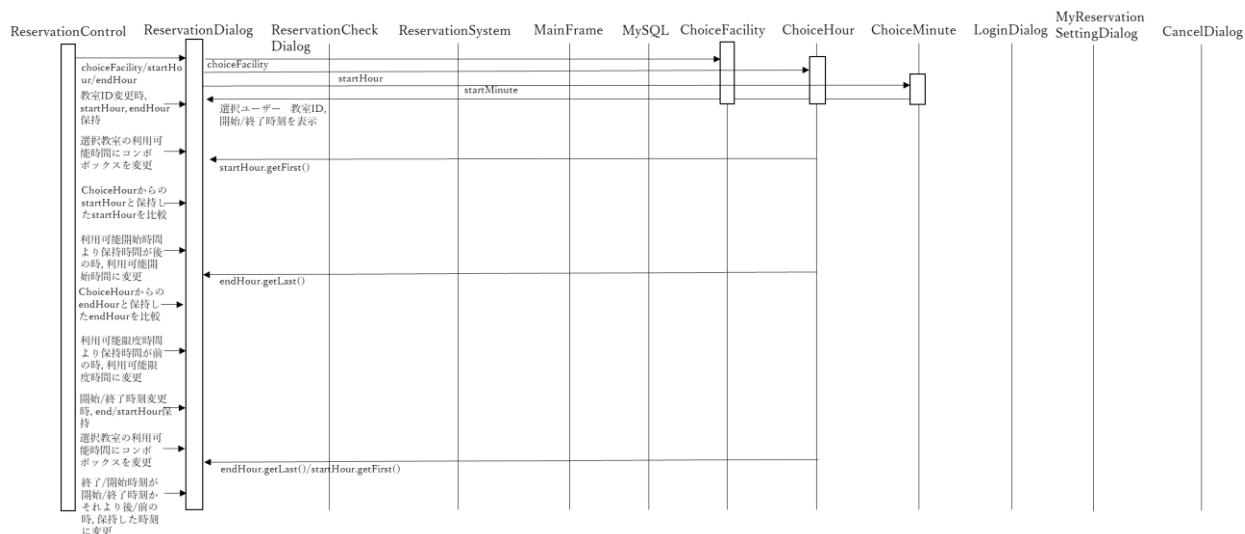 ReservationControl
ReservationDialog
ReservationCheck
Dialog
ReservationSystem
MainFrame
MySQL
ChoiceFacility
ChoiceHour
ChoiceMinute
LoginDialog
MyReservation
SettingDialog
CancelDialog
choiceFacility/startHo
ur/endHour
choiceFacility
startHour
startMinute
教室ID変更時,
startHour, endHour
保持
選択ユーザー　教室ID,
開始/終了時刻を表示
選択教室の利用可
能時間にコンボ
ボックスを変更
startHour.getFirst()
ChoiceHourからの
startHourと保持し
たstartHourを比較
利用可能開始時間
より保持時間が後
の時, 利用可能開
始時間に変更
endHour.getLast()
ChoiceHourからの
endHourと保持し
たendHourを比較
利用可能限度時間
より保持時間が前
の時, 利用可能限
度時間に変更
開始/終了時刻変更
時, end/startHour保
持
選択教室の利用可
能時間にコンボ
ボックスを変更
endHour.getLast()/startHour.getFirst()
終了/開始時刻が
開始/終了時刻か
それより後/前の
時, 保持した時刻
に変更